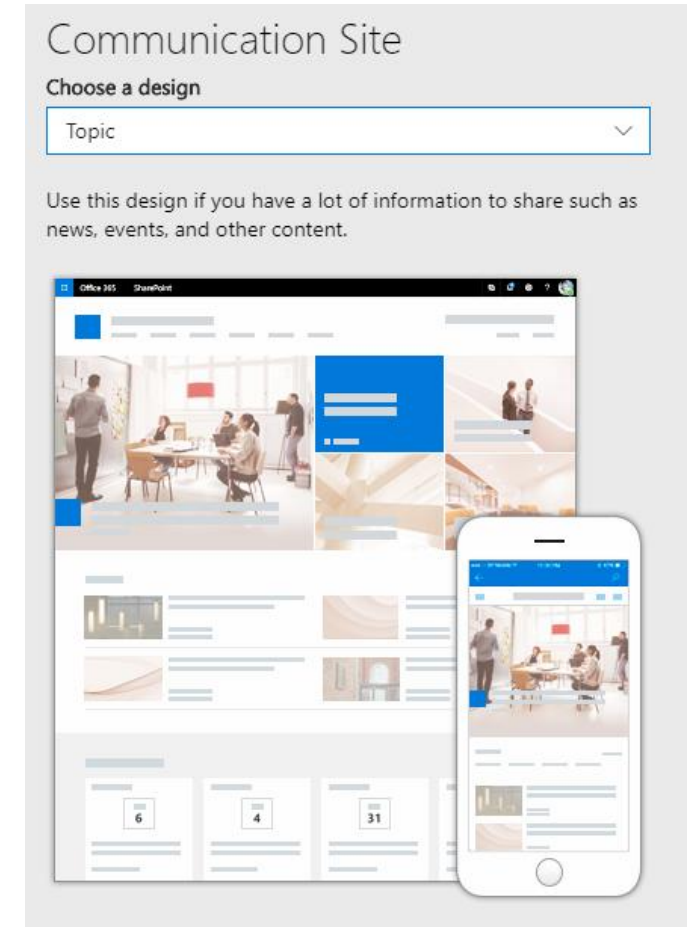 Communication Site
Choose a design
Topic
Use this design if you have a lot of information to share such as
news, events, and other content.
Office 365 SharePoint ?
6 4 31